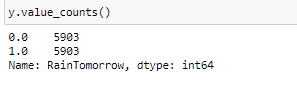 y.value_counts()
0.0    5903
1.0    5903
Name: RainTomorrow, dtype: int64